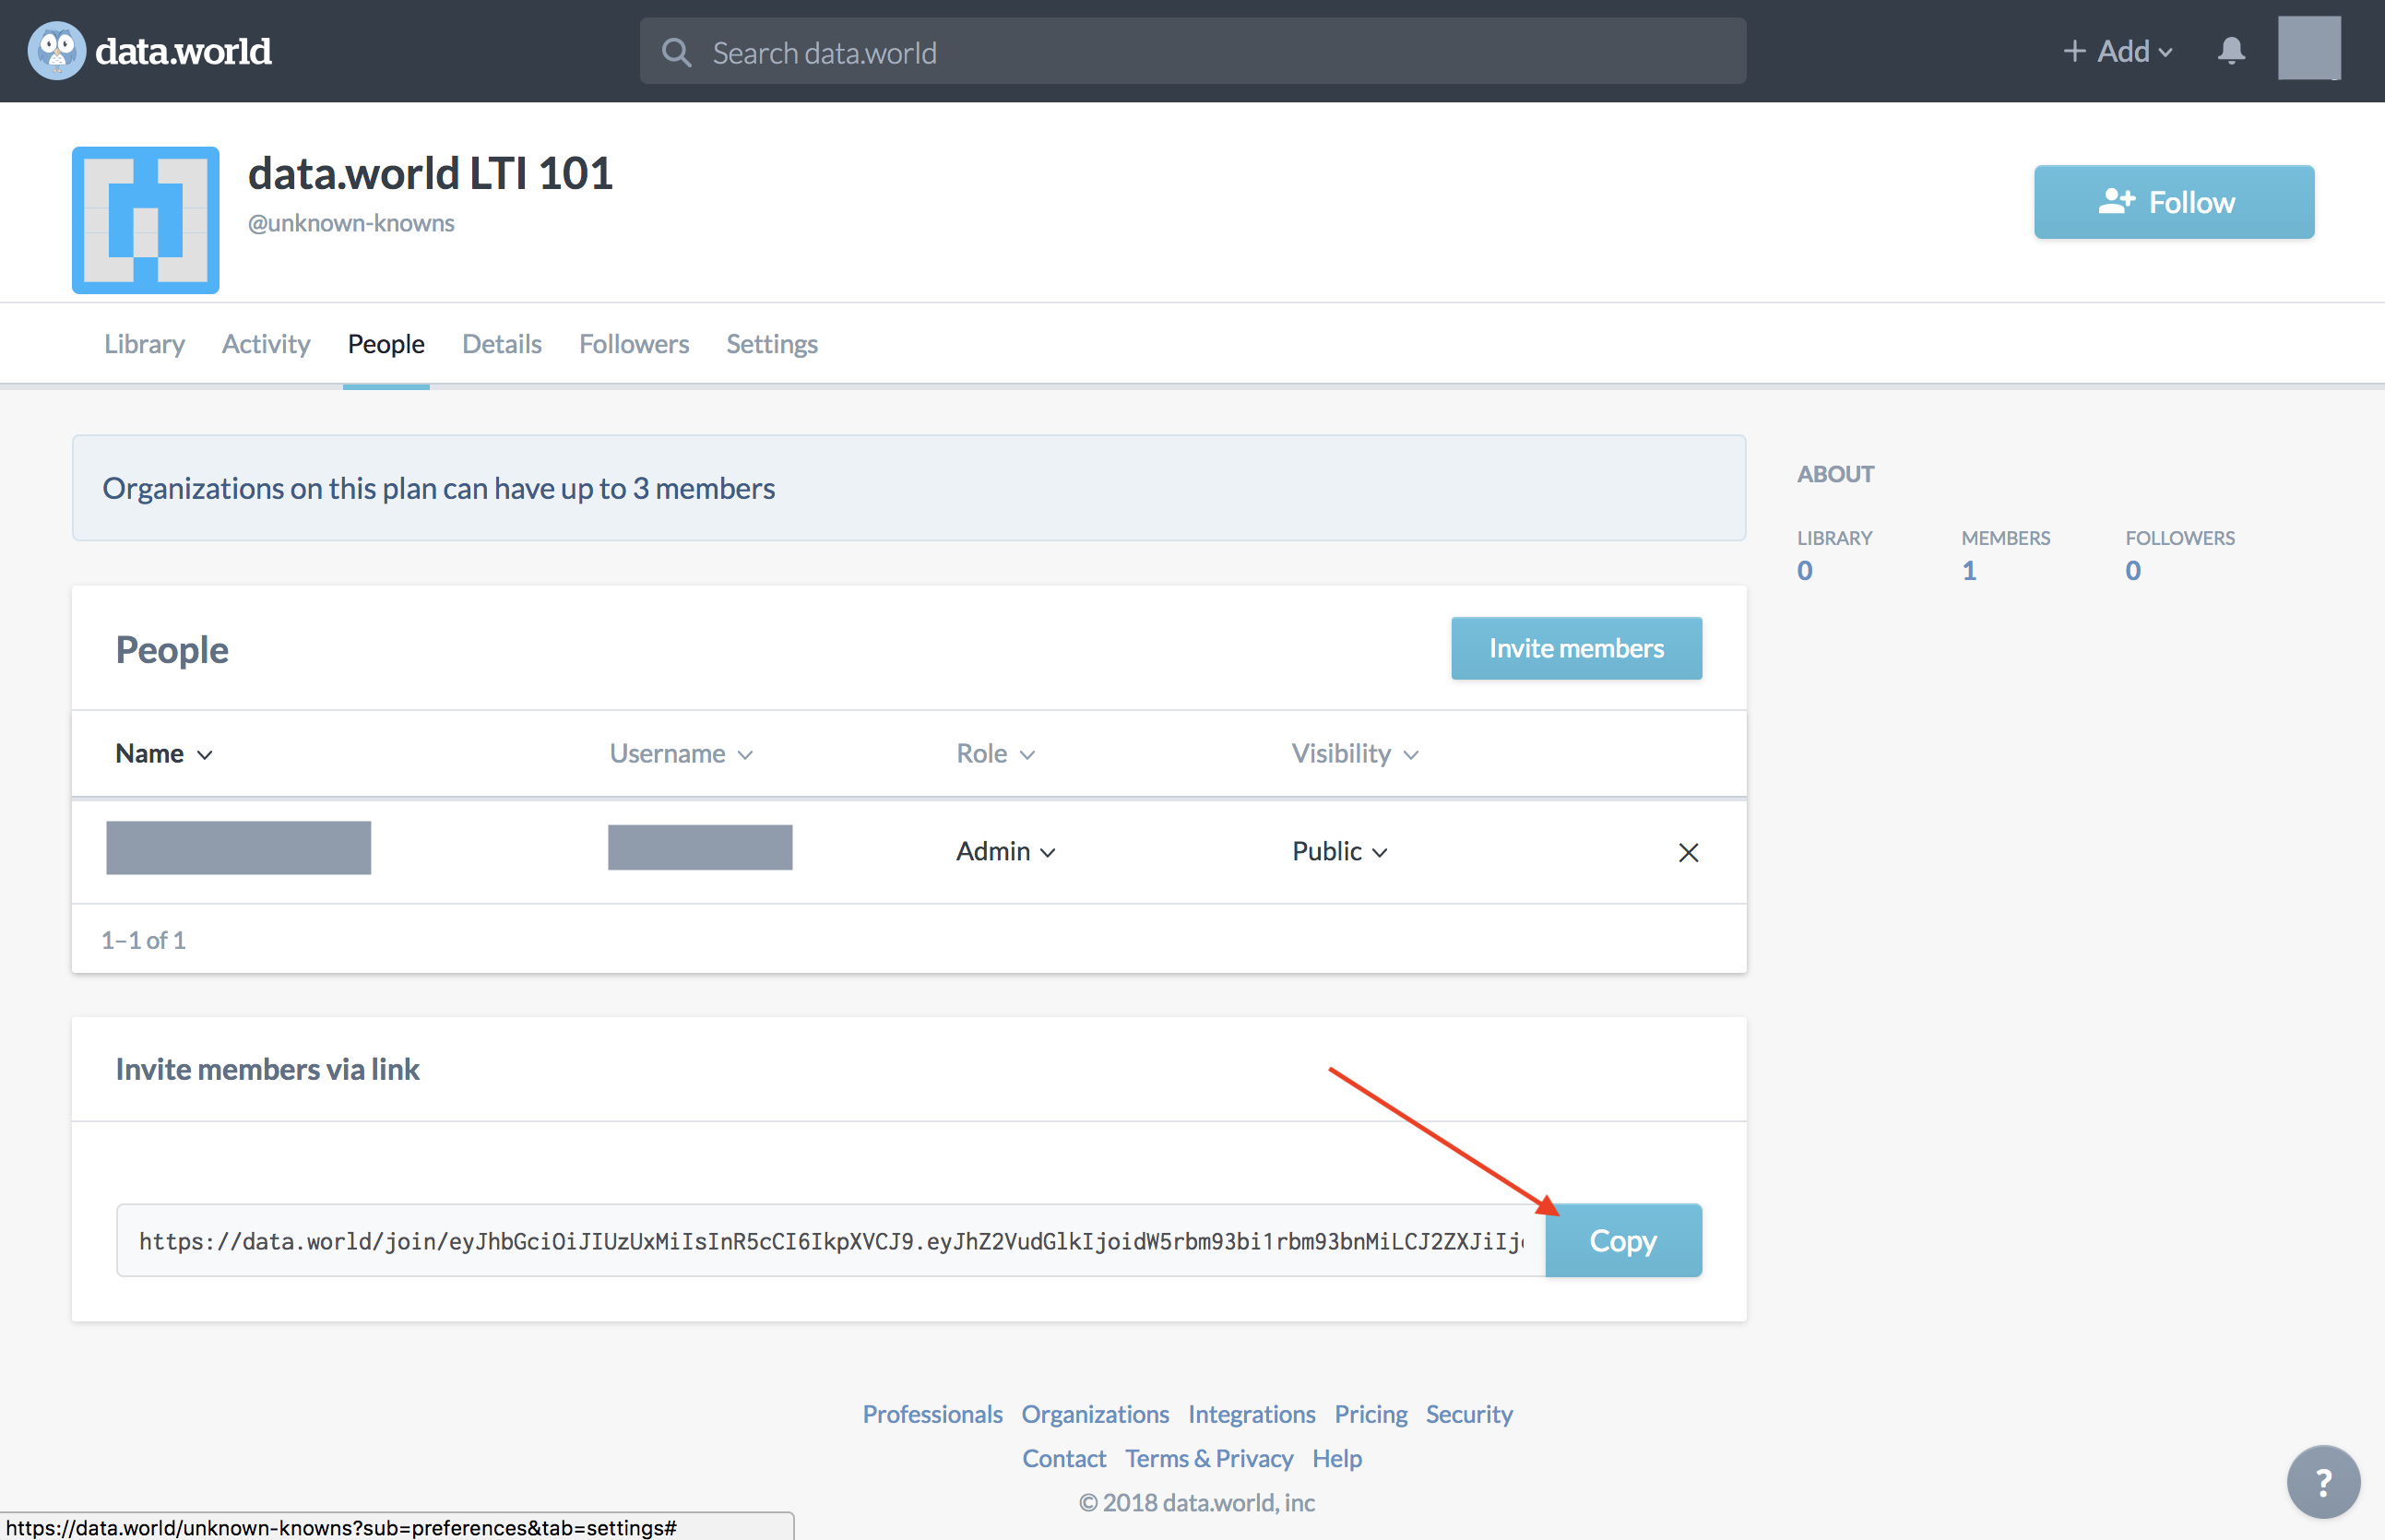 data.world
Search data.world
+ Add
data.world LTI 101
@unknown-knowns
Follow
Library Activity People Details Followers Settings
Organizations on this plan can have up to 3 members
ABOUT
LIBRARY MEMBERS FOLLOWERS
0 1 0
People
Invite members
Name Username Role Visibility
Admin Public
1–1 of 1
Invite members via link
https://data.world/join/eyJhbGciOiJIUzUxMiIsInR5cCI6IkpXVCJ9.eyJhZ2VudGlkIjoidW5rbm93bi1rbm93bnMiLCJ2ZXJiIj
Copy
Professionals Organizations Integrations Pricing Security
Contact Terms & Privacy Help
© 2018 data.world, inc
?
https://data.world/unknown-knowns?sub=preferences&tab=settings#